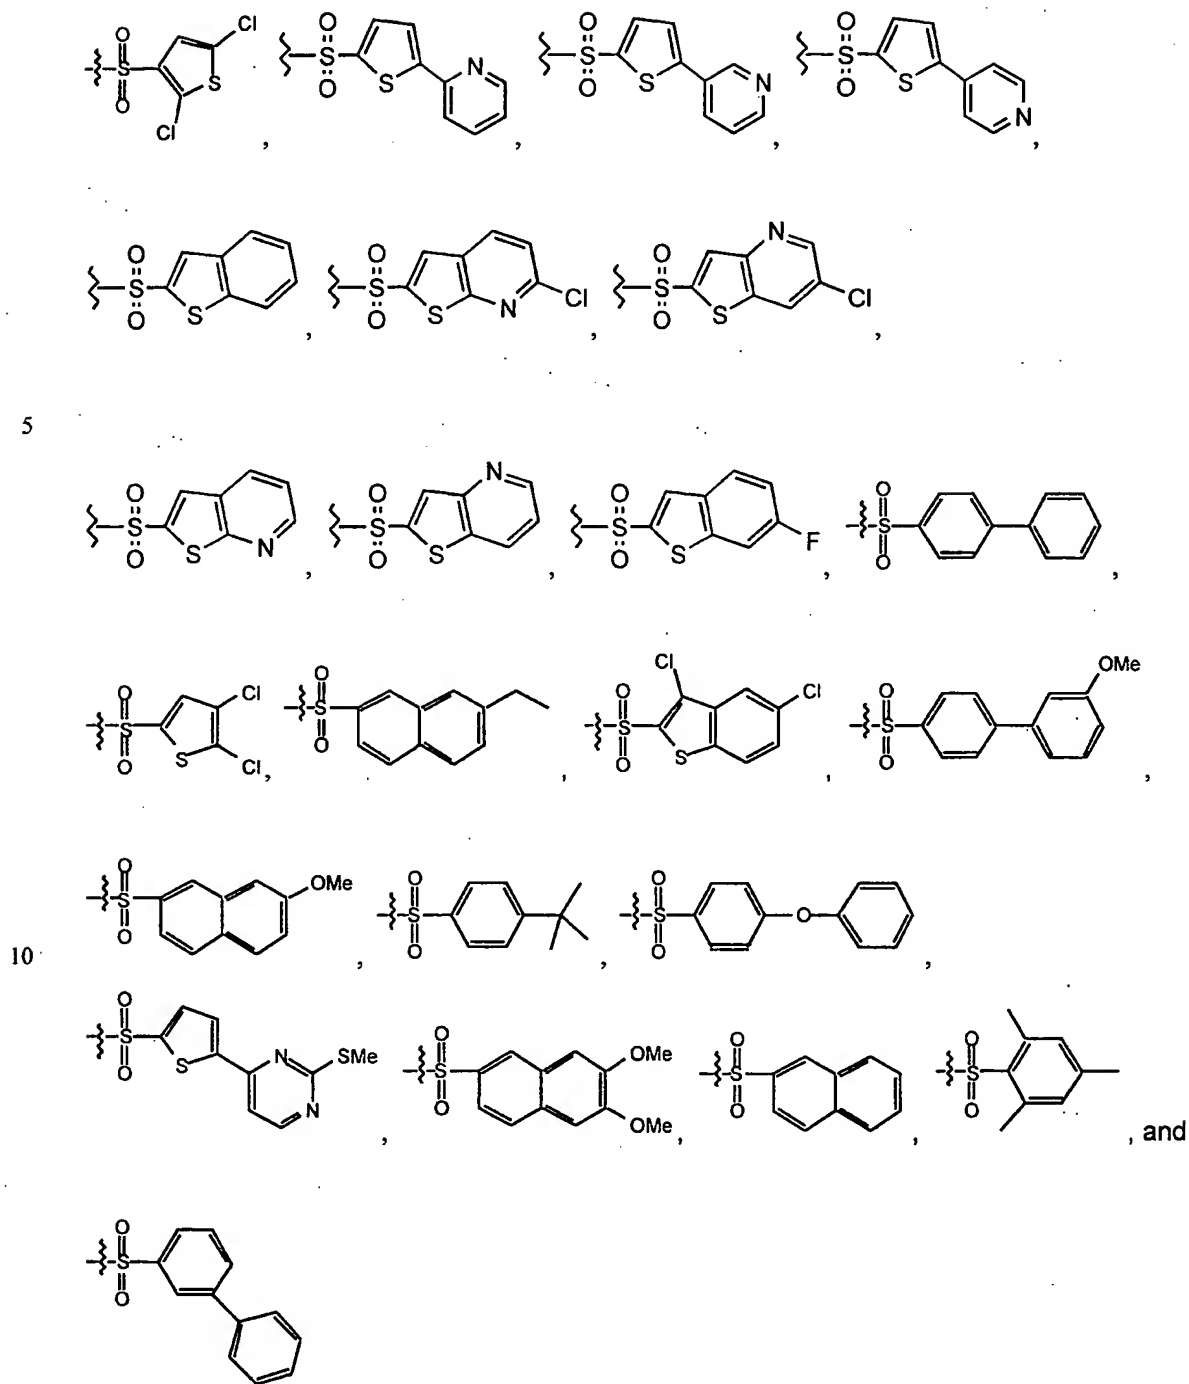 O Cl O O O
S S N S S
O S O S O S N O S N
Cl , , , ,
O O O N
S S S
O S O S N Cl O S Cl
, , ,
5
O O N O O
S S S S
O S N O S O S F O
, , , ,
O Cl O O Cl Cl O OMe
S S S S
O S Cl, O , O S , O ,
O OMe O O
S S S O
10 O , O , O ,
O N SMe O OMe O O
S S N S OMe S S
O , O , O , O , and
O
S
O